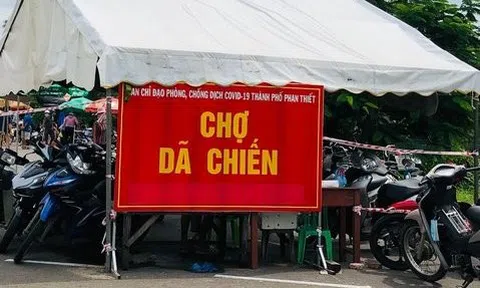 AN CHỈ ĐẠO PHÒNG, CHỐNG DỊCH COVID-19 THÀNH PHỐ PHAN THIẾT
CHỢ
DÃ CHIẾN